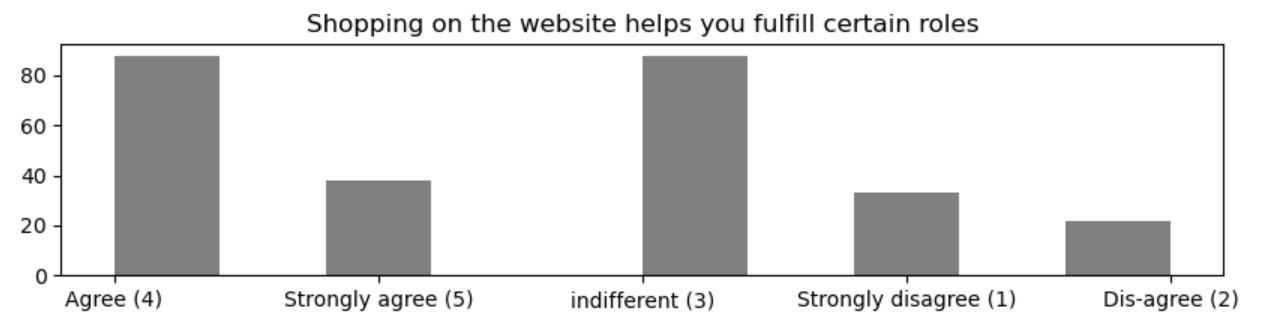 Shopping on the website helps you fulfill certain roles
80
60
40
20
0
Agree (4) Strongly agree (5) indifferent (3) Strongly disagree (1) Dis-agree (2)